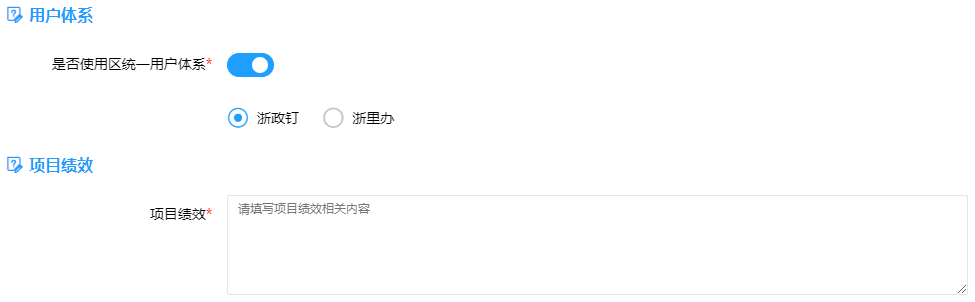 用户体系
是否使用区统一用户体系*
浙政钉 浙里办
项目绩效
项目绩效*
请填写项目绩效相关内容